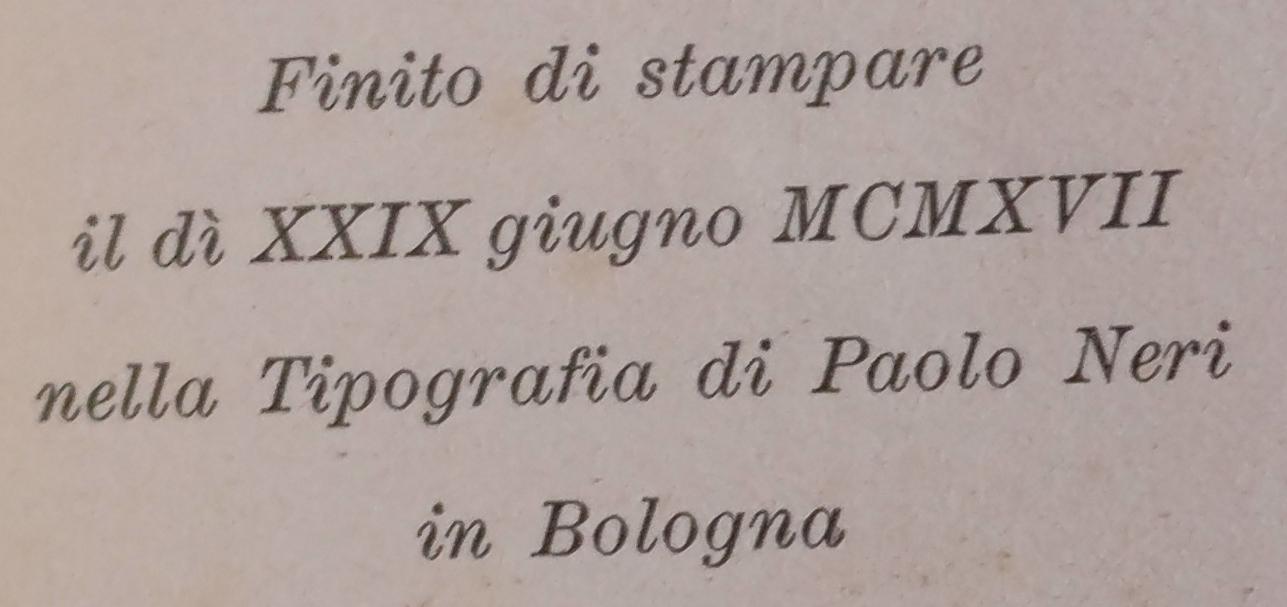 Finito di stampare
il dì XXIX giugno MCMXVII
nella Tipografia di Paolo Neri
in Bologna